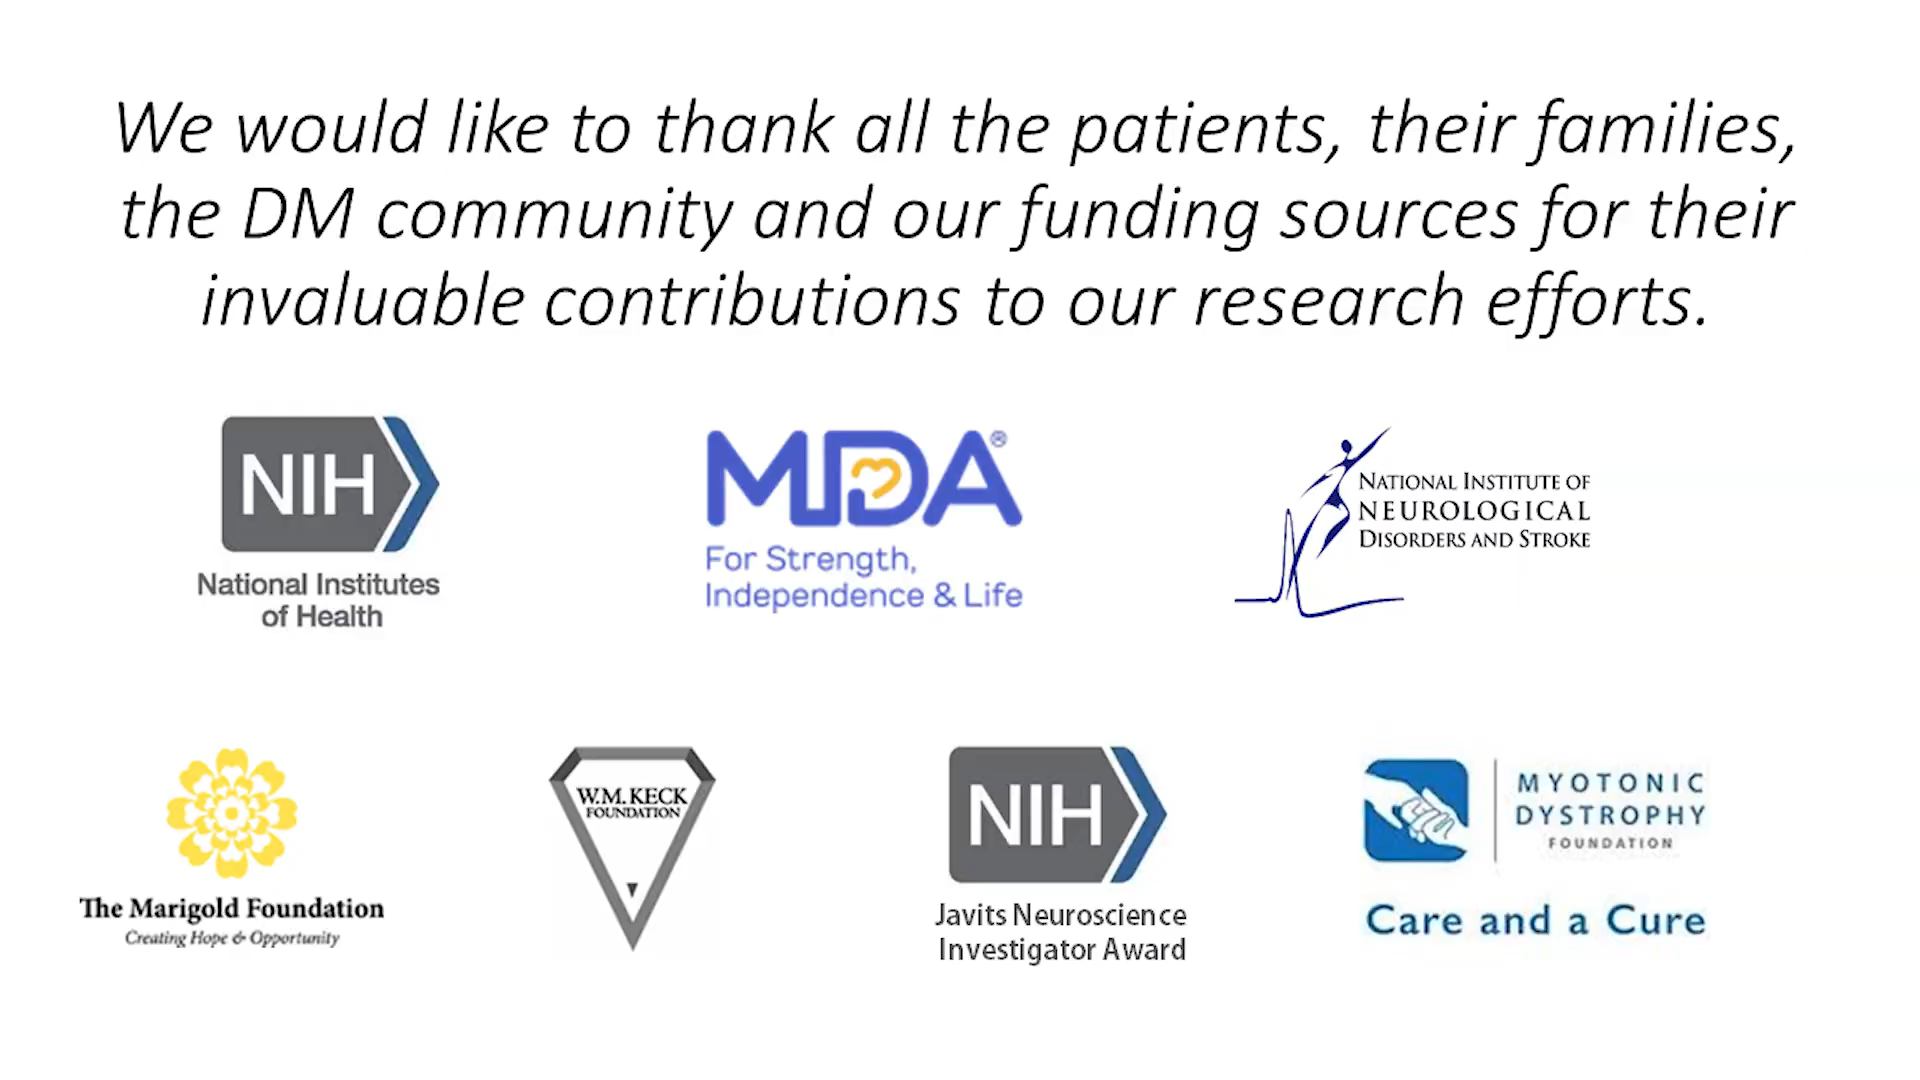 We would like to thank all the patients, their families,
the DM community and our funding sources for their
invaluable contributions to our research efforts.
NIH
National Institutes
of Health
MDA®
For Strength,
Independence & Life
NATIONAL INSTITUTE OF
NEUROLOGICAL
DISORDERS AND STROKE
The Marigold Foundation
Creating Hope & Opportunity
W.M. KECK
FOUNDATION
NIH
Javits Neuroscience
Investigator Award
MYOTONIC
DYSTROPHY
FOUNDATION
Care and a Cure